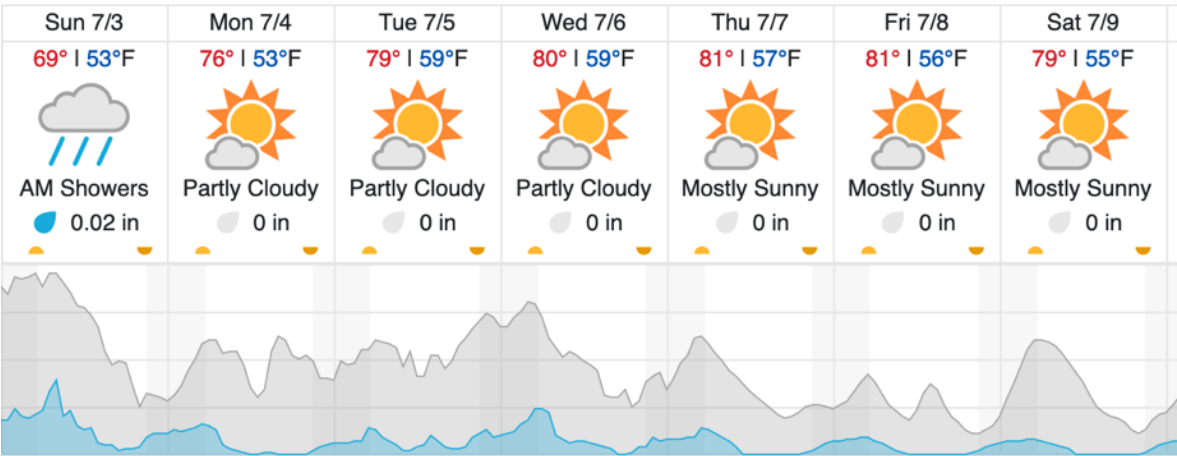 Sun 7/3 Mon 7/4 Tue 7/5 Wed 7/6 Thu 7/7 Fri 7/8 Sat 7/9
69° | 53°F 76° | 53°F 79° | 59°F 80° | 59°F 81° | 57°F 81° | 56°F 79° | 55°F
AM Showers Partly Cloudy Partly Cloudy Partly Cloudy Mostly Sunny Mostly Sunny Mostly Sunny
0.02 in 0 in 0 in 0 in 0 in 0 in 0 in